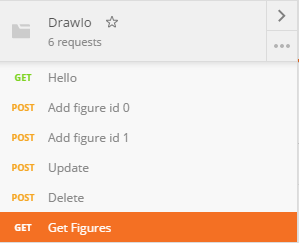 Drawlo
6 requests
GET Hello
POST Add figure id 0
POST Add figure id 1
POST Update
POST Delete
GET Get Figures